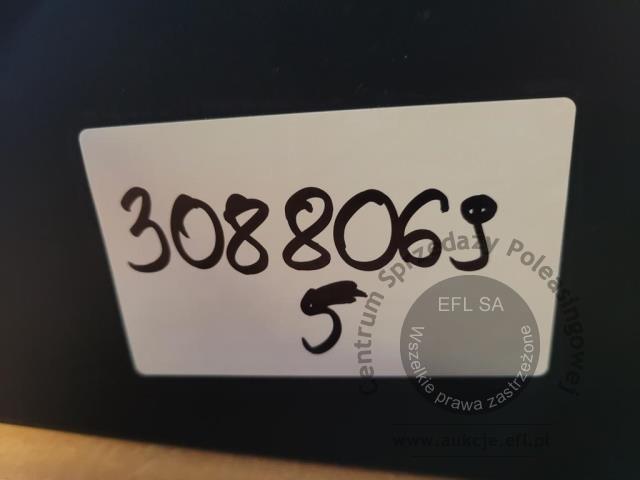 3088069
5
Centrum Sprzedaży Poleasingowej
EFL SA
Wszelkie prawa zastrzeżone
www.aukcje.efl.pl